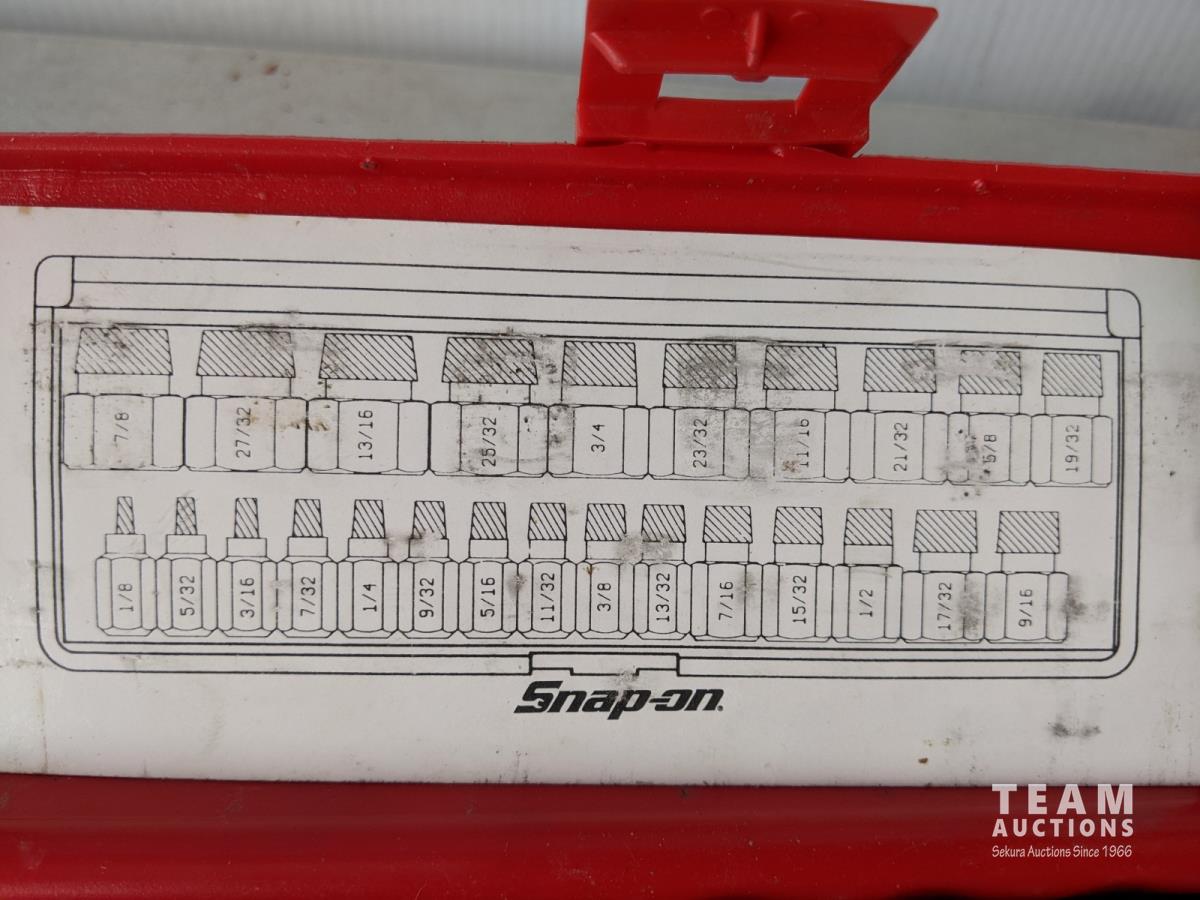 7/8 27/32 13/16 25/32 3/4 23/32 11/16 21/32 5/8 19/32
1/8 5/32 3/16 7/32 1/4 9/32 5/16 11/32 3/8 13/32 7/16 15/32 1/2 17/32 9/16
Snap-on
TEAM
AUCTIONS
Sekura Auctions Since 1966